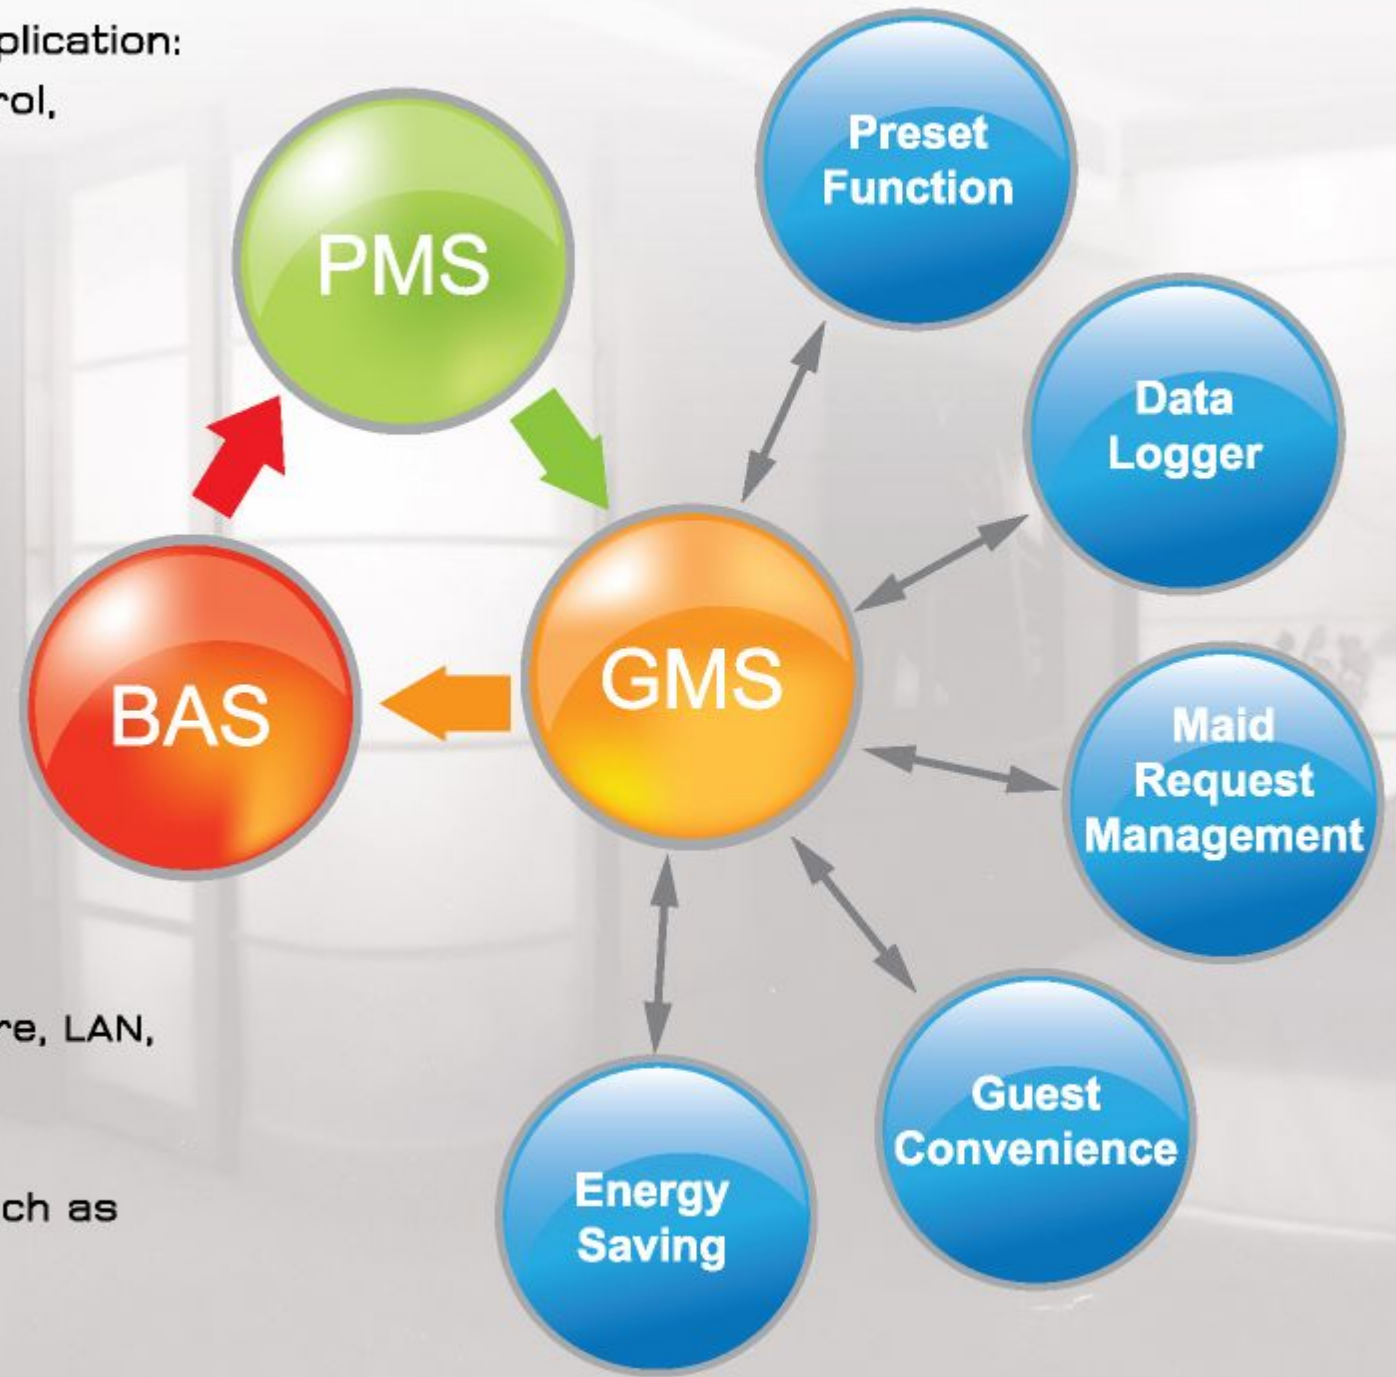 plication:
rol,
PMS
Preset
Function
Data
Logger
GMS
BAS
Maid
Request
Management
re, LAN,
Guest
Convenience
Energy
Saving
ch as